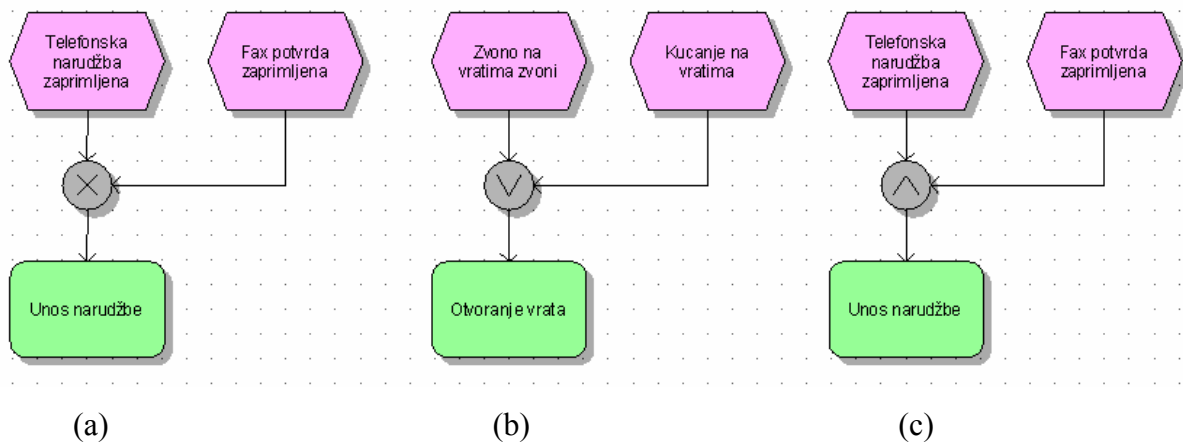 Telefonska
narudžba
zaprimljena
Fax potvrda
zaprimljena
Zvono na
vratima zvoni
Kucanje na
vratima
Telefonska
narudžba
zaprimljena
Fax potvrda
zaprimljena
Unos narudžbe
Otvoranje vrata
Unos narudžbe
(a)
(b)
(c)